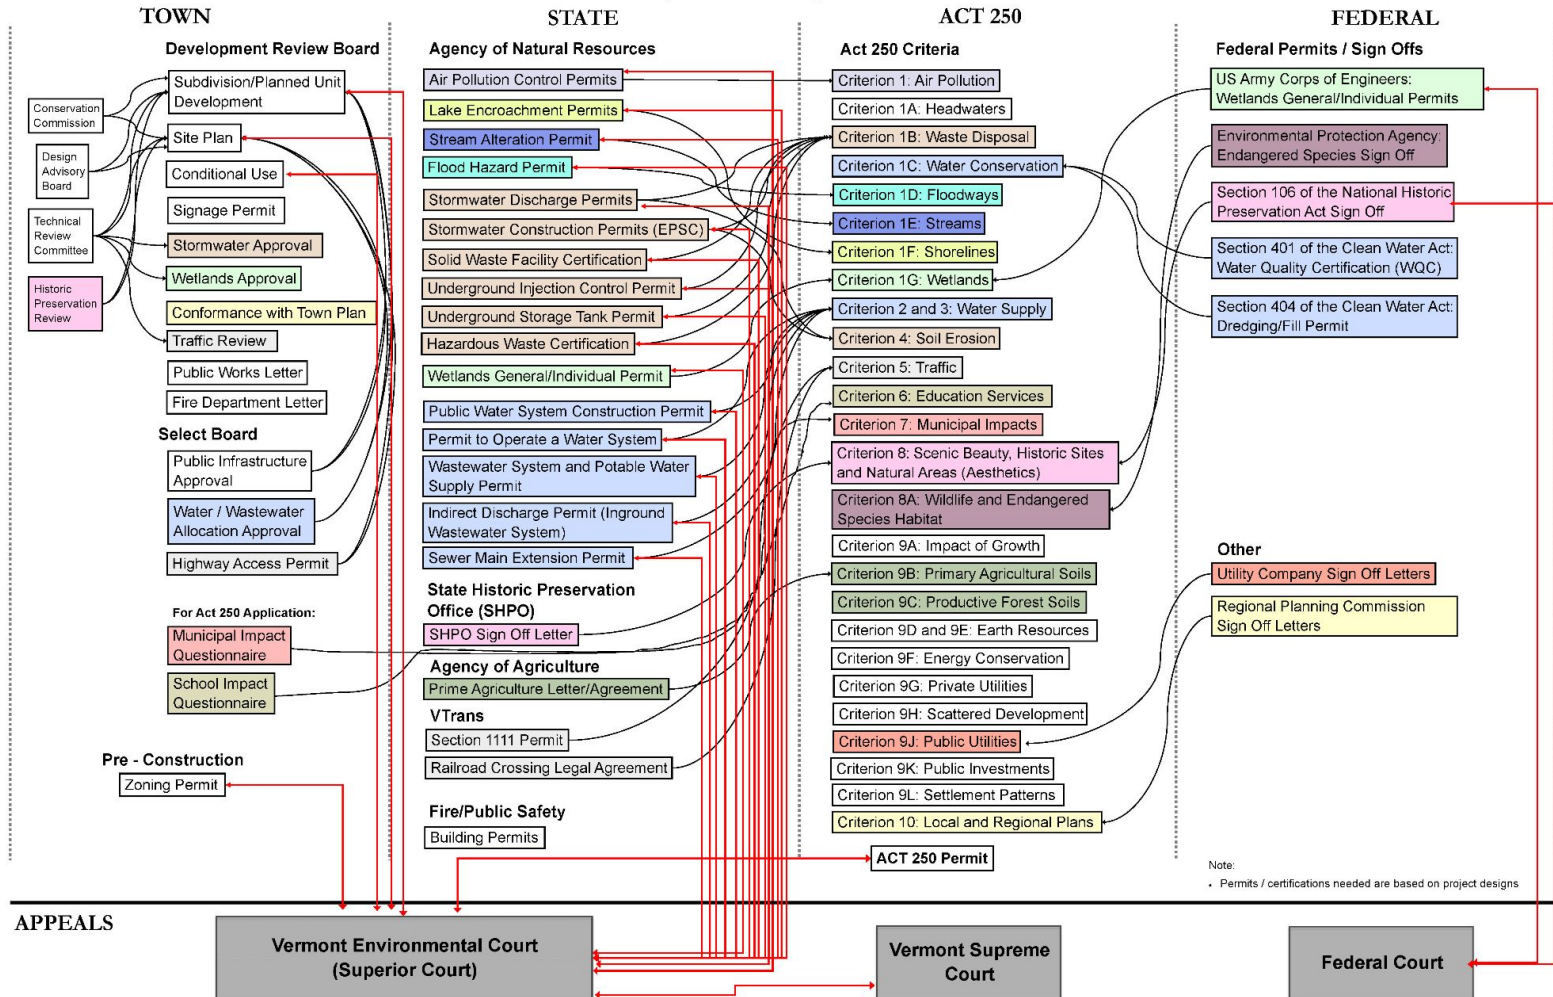 TOWN
STATE
ACT 250
FEDERAL
Development Review Board
Subdivision/Planned Unit
Development
Conservation
Commission
Site Plan
Design
Advisory
Board
Conditional Use
Signage Permit
Technical
Review
Committee
Stormwater Approval
Wetlands Approval
Historic
Preservation
Review
Conformance with Town Plan
Traffic Review
Public Works Letter
Fire Department Letter
Select Board
Public Infrastructure
Approval
Water / Wastewater
Allocation Approval
Highway Access Permit
For Act 250 Application:
Municipal Impact
Questionnaire
School Impact
Questionnaire
Pre - Construction
Zoning Permit
Agency of Natural Resources
Air Pollution Control Permits
Lake Encroachment Permits
Stream Alteration Permit
Flood Hazard Permit
Stormwater Discharge Permits
Stormwater Construction Permits (EPSC)
Solid Waste Facility Certification
Underground Injection Control Permit
Underground Storage Tank Permit
Hazardous Waste Certification
Wetlands General/Individual Permit
Public Water System Construction Permit
Permit to Operate a Water System
Wastewater System and Potable Water
Supply Permit
Indirect Discharge Permit (Inground
Wastewater System)
Sewer Main Extension Permit
State Historic Preservation
Office (SHPO)
SHPO Sign Off Letter
Agency of Agriculture
Prime Agriculture Letter/Agreement
VTrans
Section 1111 Permit
Railroad Crossing Legal Agreement
Fire/Public Safety
Building Permits
Act 250 Criteria
Criterion 1: Air Pollution
Criterion 1A: Headwaters
Criterion 1B: Waste Disposal
Criterion 1C: Water Conservation
Criterion 1D: Floodways
Criterion 1E: Streams
Criterion 1F: Shorelines
Criterion 1G: Wetlands
Criterion 2 and 3: Water Supply
Criterion 4: Soil Erosion
Criterion 5: Traffic
Criterion 6: Education Services
Criterion 7: Municipal Impacts
Criterion 8: Scenic Beauty, Historic Sites
and Natural Areas (Aesthetics)
Criterion 8A: Wildlife and Endangered
Species Habitat
Criterion 9A: Impact of Growth
Criterion 9B: Primary Agricultural Soils
Criterion 9C: Productive Forest Soils
Criterion 9D and 9E: Earth Resources
Criterion 9F: Energy Conservation
Criterion 9G: Private Utilities
Criterion 9H: Scattered Development
Criterion 9J: Public Utilities
Criterion 9K: Public Investments
Criterion 9L: Settlement Patterns
Criterion 10: Local and Regional Plans
ACT 250 Permit
Federal Permits / Sign Offs
US Army Corps of Engineers:
Wetlands General/Individual Permits
Environmental Protection Agency:
Endangered Species Sign Off
Section 106 of the National Historic
Preservation Act Sign Off
Section 401 of the Clean Water Act:
Water Quality Certification (WQC)
Section 404 of the Clean Water Act:
Dredging/Fill Permit
Other
Utility Company Sign Off Letters
Regional Planning Commission
Sign Off Letters
Note:
• Permits / certifications needed are based on project designs
APPEALS
Vermont Environmental Court
(Superior Court)
Vermont Supreme
Court
Federal Court